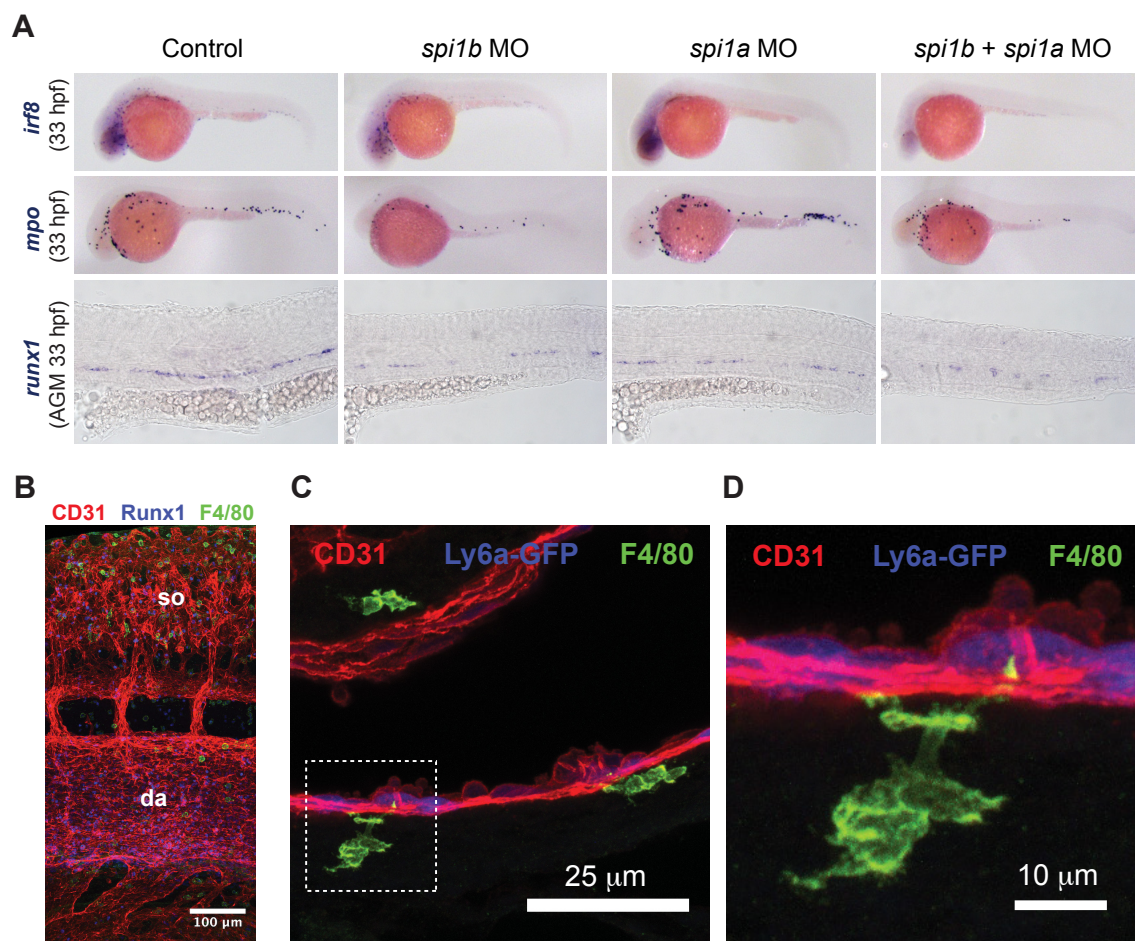 A
Control
spi1b MO
spi1a MO
spi1b + spi1a MO
irf8
(33 hpf)
mpo
(33 hpf)
runx1
(AGM 33 hpf)
B
CD31 Runx1 F4/80
so
da
100 µm
C
CD31 Ly6a-GFP F4/80
25 µm
D
CD31 Ly6a-GFP F4/80
10 µm